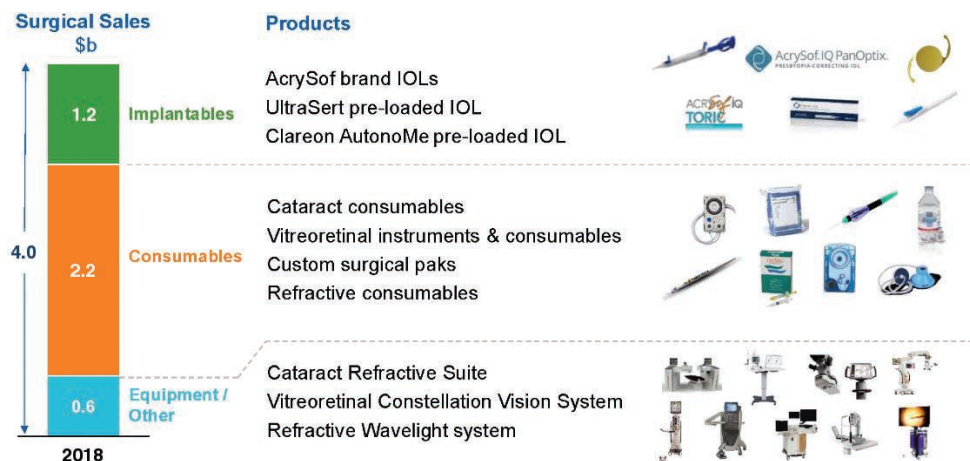 Surgical Sales
$b
Products
1.2
Implantables
AcrySof brand IOLs
UltraSert pre-loaded IOL
Clareon AutonoMe pre-loaded IOL
AcrySof IQ PanOptix
PRESBYOPIA-CORRECTING IOL
ACRYSof IQ
TORIC
4.0
2.2
Consumables
Cataract consumables
Vitreoretinal instruments & consumables
Custom surgical paks
Refractive consumables
0.6
Equipment /
Other
Cataract Refractive Suite
Vitreoretinal Constellation Vision System
Refractive Wavelight system
2018